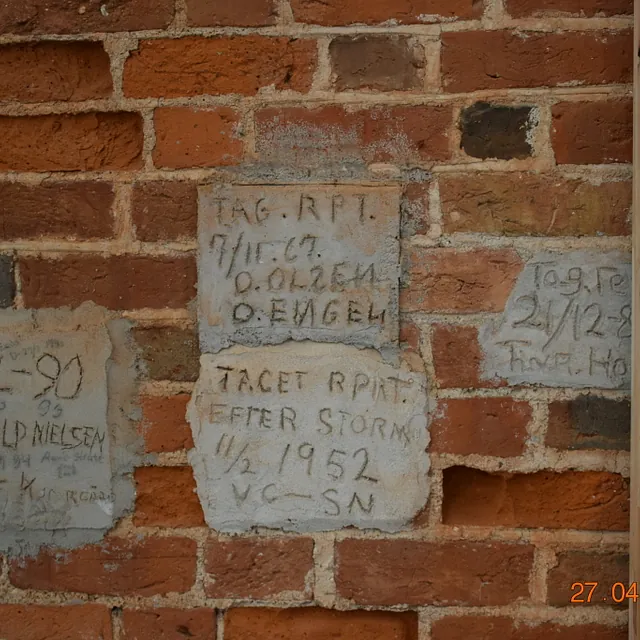 TAG. RPT.
7/11. 67.
O. OLZEN
O. ENGEL
TAGET RPRT.
EFTER STORM
11/2 1952
V.C — SN
-90
LD NIELSEN
Tag. Re
21/12-8
27 04